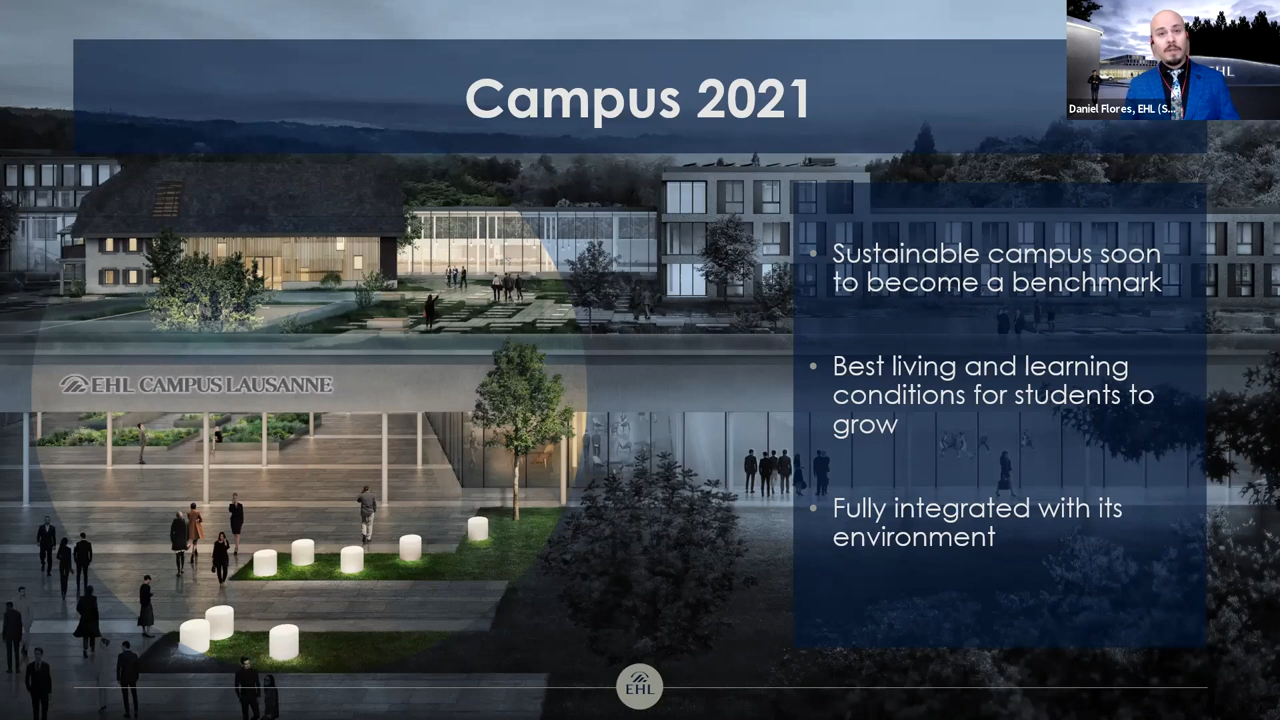 Campus 2021
EHL
Daniel Flores, EHL (S...
• Sustainable campus soon
to become a benchmark
• Best living and learning
conditions for students to
grow
• Fully integrated with its
environment
EHL CAMPUS LAUSANNE
EHL